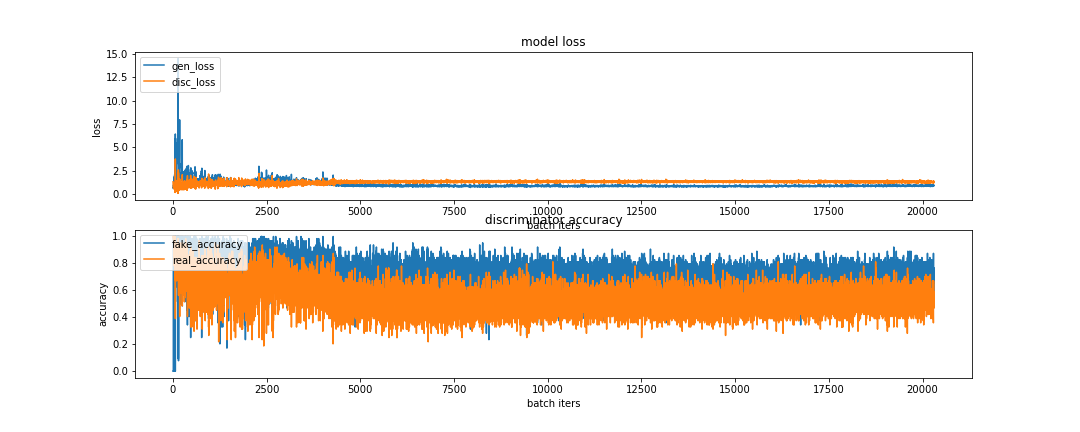 model loss
15.0
12.5
10.0
7.5
5.0
2.5
0.0
loss
gen_loss
disc_loss
0 2500 5000 7500 10000 12500 15000 17500 20000
batch iters
discriminator accuracy
1.0
0.8
0.6
0.4
0.2
0.0
accuracy
fake_accuracy
real_accuracy
0 2500 5000 7500 10000 12500 15000 17500 20000
batch iters